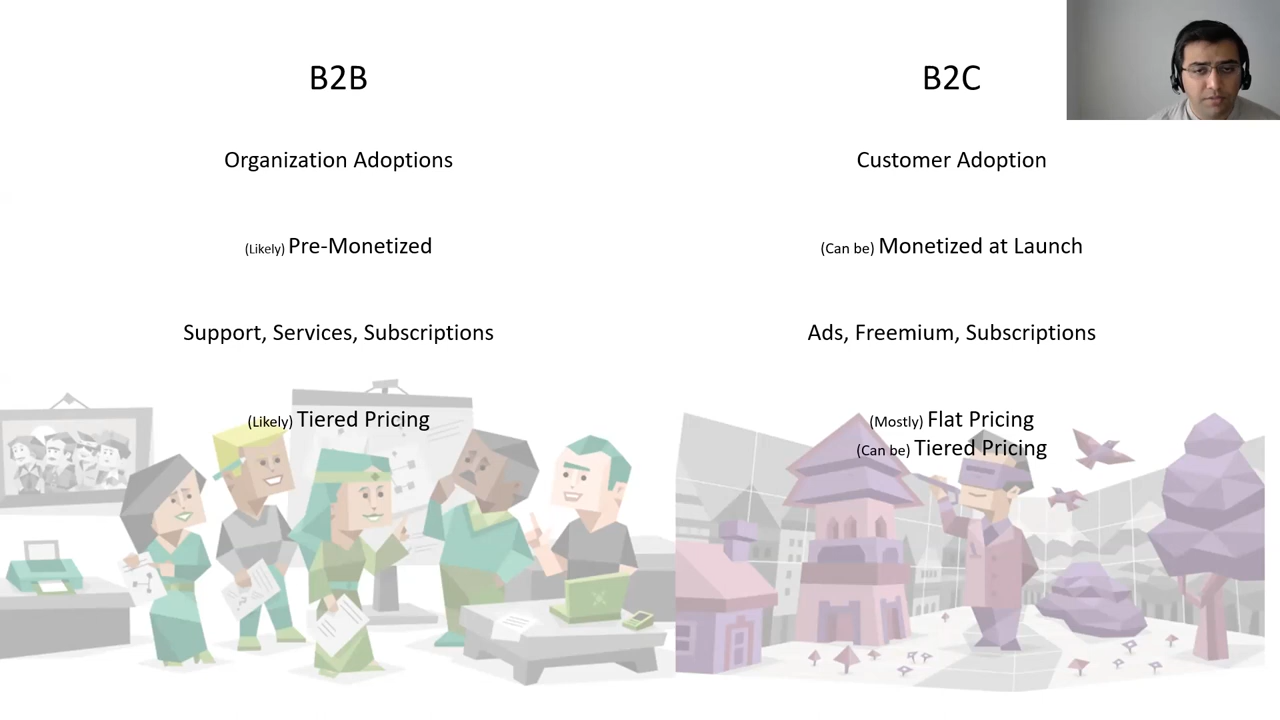 B2B
Organization Adoptions
(Likely) Pre-Monetized
Support, Services, Subscriptions
(Likely) Tiered Pricing
B2C
Customer Adoption
(Can be) Monetized at Launch
Ads, Freemium, Subscriptions
(Mostly) Flat Pricing
(Can be) Tiered Pricing